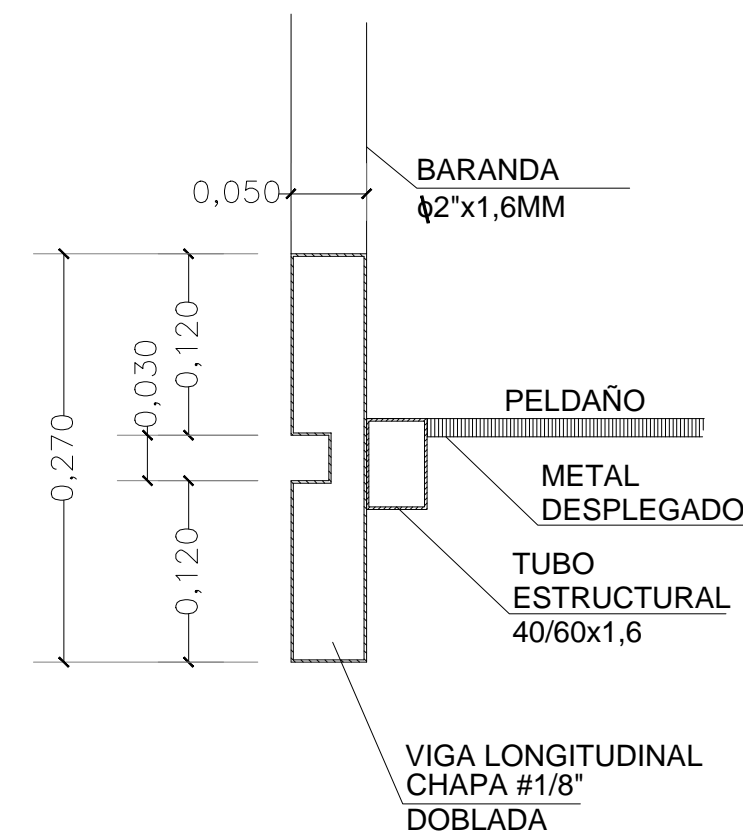 BARANDA
ϕ2"x1,6MM
0,050
0,120
0,030
0,270
0,120
PELDAÑO
METAL
DESPLEGADO
TUBO
ESTRUCTURAL
40/60x1,6
VIGA LONGITUDINAL
CHAPA #1/8"
DOBLADA